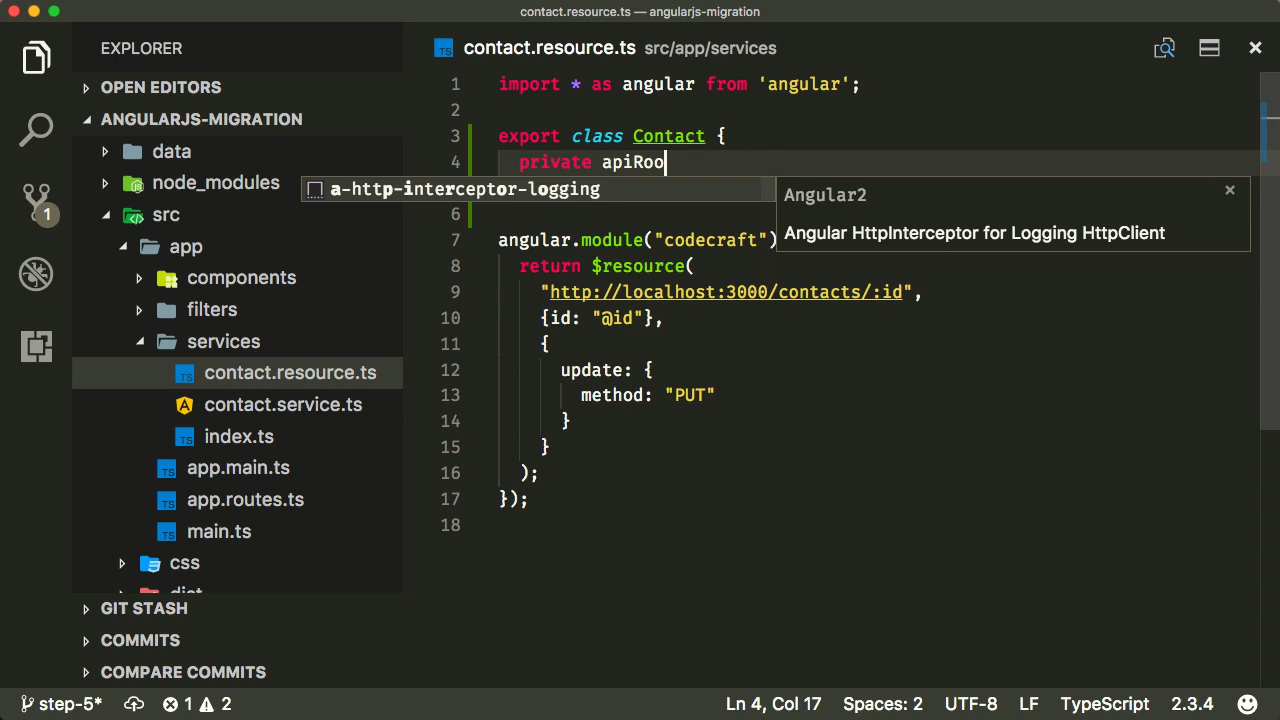 contact.resource.ts — angularjs-migration
EXPLORER
OPEN EDITORS
ANGULARJS-MIGRATION
data
node_modules
src
app
components
filters
services
contact.resource.ts
contact.service.ts
index.ts
app.main.ts
app.routes.ts
main.ts
css
GIT STASH
COMMITS
COMPARE COMMITS
1
TS contact.resource.ts src/app/services
1 import * as angular from 'angular';
2
3 export class Contact {
4 private apiRoo
a-http-interceptor-logging
Angular2
Angular HttpInterceptor for Logging HttpClient
6
7 angular.module("codecraft")
8 return $resource(
9 "http://localhost:3000/contacts/:id",
10 {id: "@id"},
11 {
12 update: {
13 method: "PUT"
14 }
15 }
16 );
17 });
18
step-5* 1 2 Ln 4, Col 17 Spaces: 2 UTF-8 LF TypeScript 2.3.4